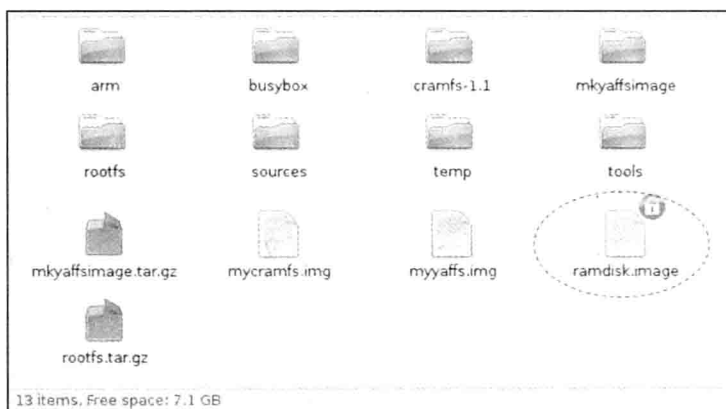 arm busybox cramfs-1.1 mkyaffsimage
rootfs sources temp tools
mkyaffsimage.tar.gz mycramfs.img myyaffs.img ramdisk.image
rootfs.tar.gz
13 items, Free space: 7.1 GB